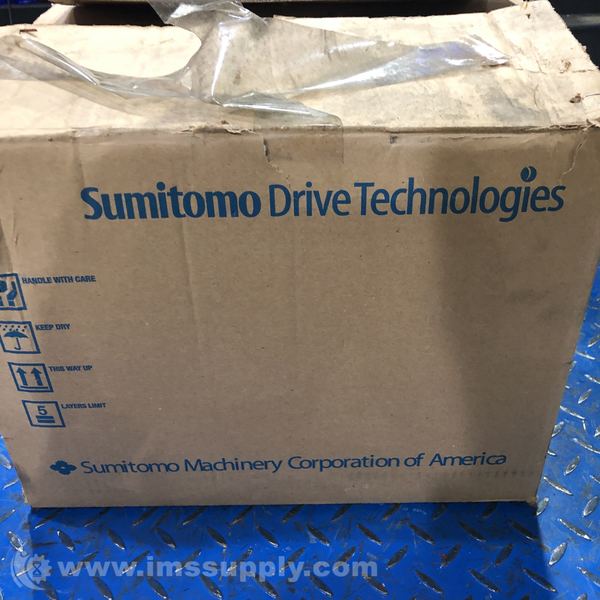 Sumitomo Drive Technologies
HANDLE WITH CARE
KEEP DRY
THIS WAY UP
5
LAYERS LIMIT
Sumitomo Machinery Corporation of America
www.imssupply.com